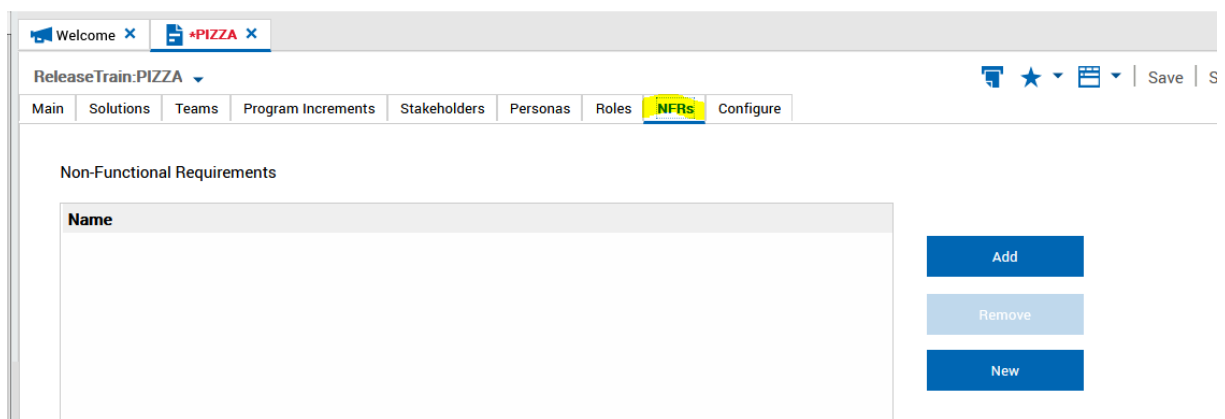 Welcome × *PIZZA ×
ReleaseTrain:PIZZA Save S
Main Solutions Teams Program Increments Stakeholders Personas Roles NFRs Configure
Non-Functional Requirements
Name
Add
Remove
New